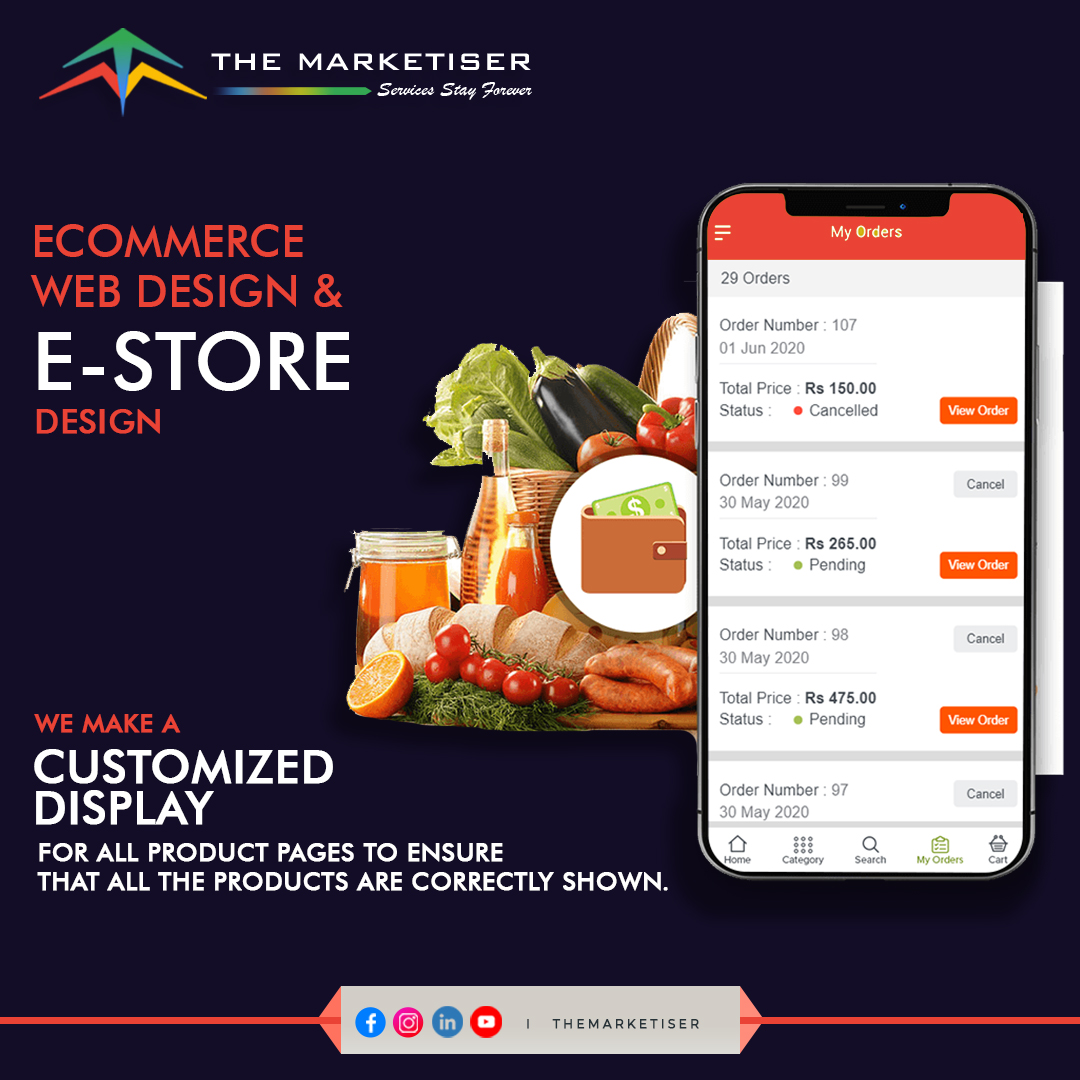 THE MARKETISER
Services Stay Forever
ECOMMERCE
WEB DESIGN &
E-STORE
DESIGN
WE MAKE A
CUSTOMIZED
DISPLAY
FOR ALL PRODUCT PAGES TO ENSURE
THAT ALL THE PRODUCTS ARE CORRECTLY SHOWN.
My Orders
29 Orders
Order Number : 107
01 Jun 2020
Total Price : Rs 150.00
Status : Cancelled
View Order
Order Number : 99
Cancel
30 May 2020
Total Price : Rs 265.00
Status : Pending
View Order
Order Number : 98
Cancel
30 May 2020
Total Price : Rs 475.00
Status : Pending
View Order
Order Number : 97
Cancel
30 May 2020
Home Category Search My Orders Cart
| THEMARKETISER